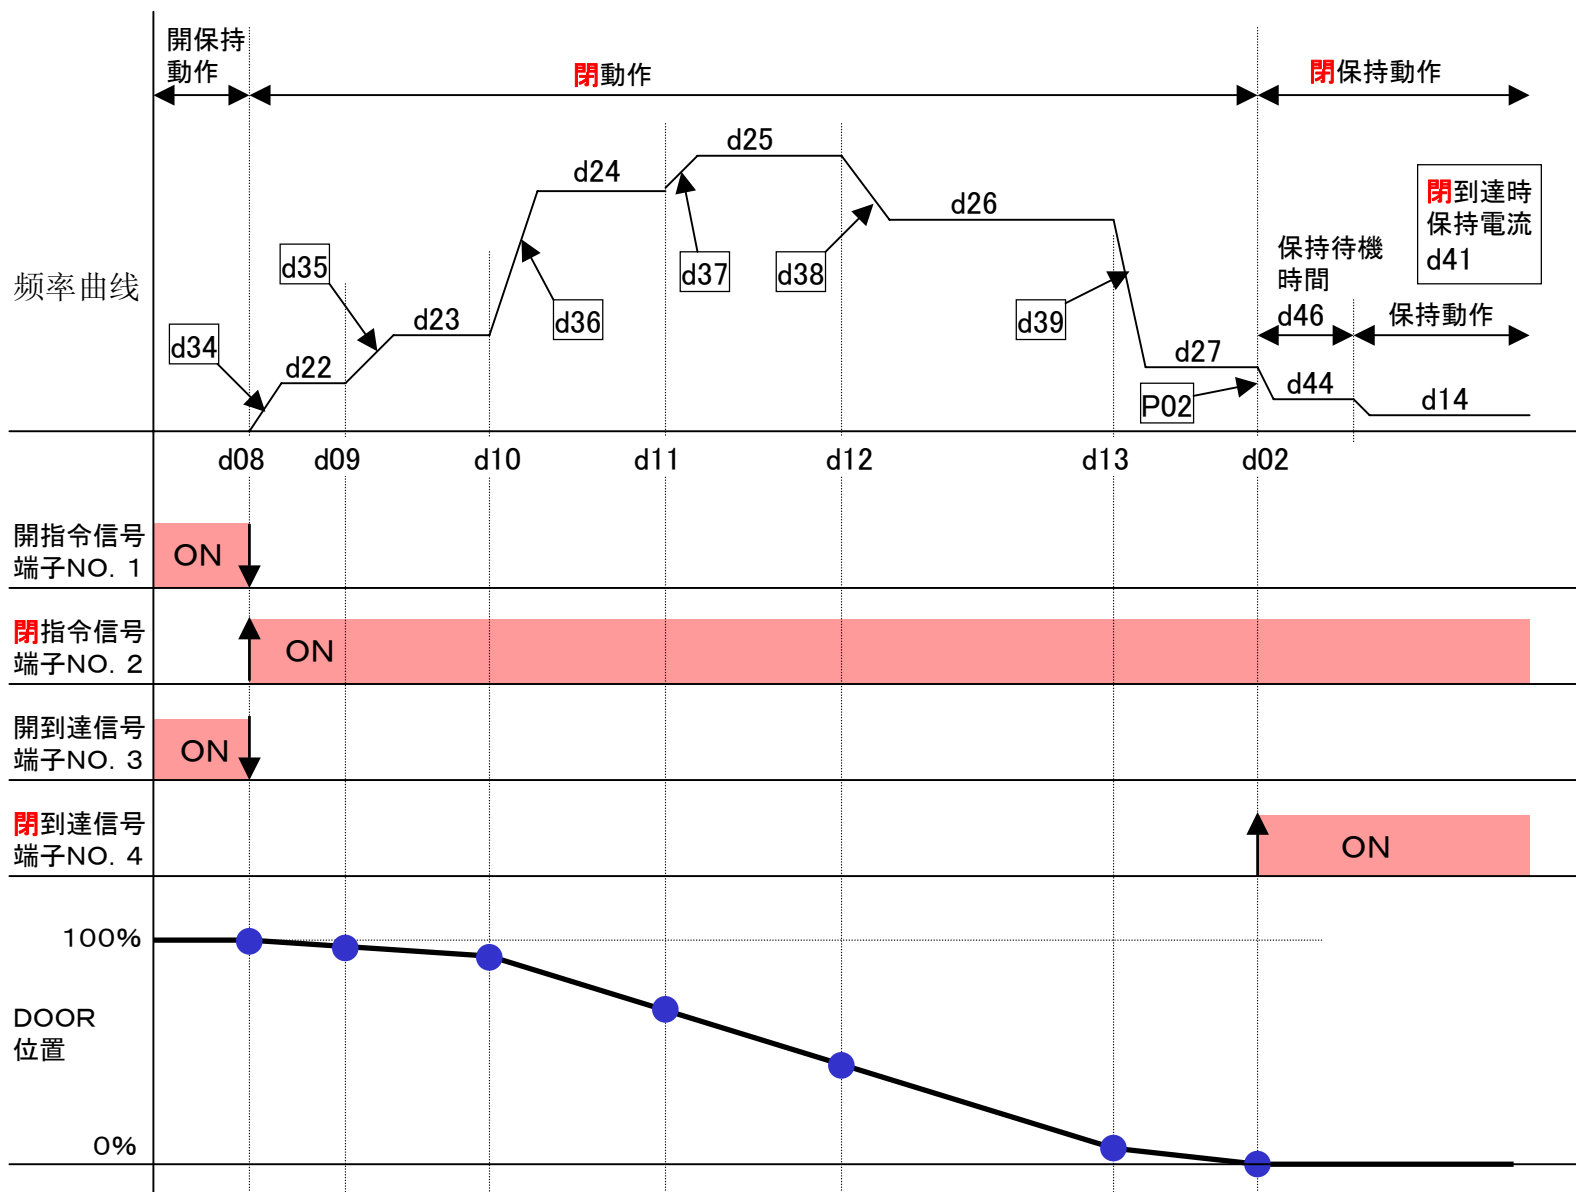 開保持
動作
閉動作
閉保持動作
d25
d24
d26
閉到達時
保持電流
d41
d35
d37
d38
保持待機
時間
频率曲线
d23
d36
d39
d46
保持動作
d34
d22
d27
d44
d14
P02
d08
d09
d10
d11
d12
d13
d02
開指令信号
端子NO. 1
ON
閉指令信号
端子NO. 2
ON
開到達信号
端子NO. 3
ON
閉到達信号
端子NO. 4
ON
100%
DOOR
位置
0%